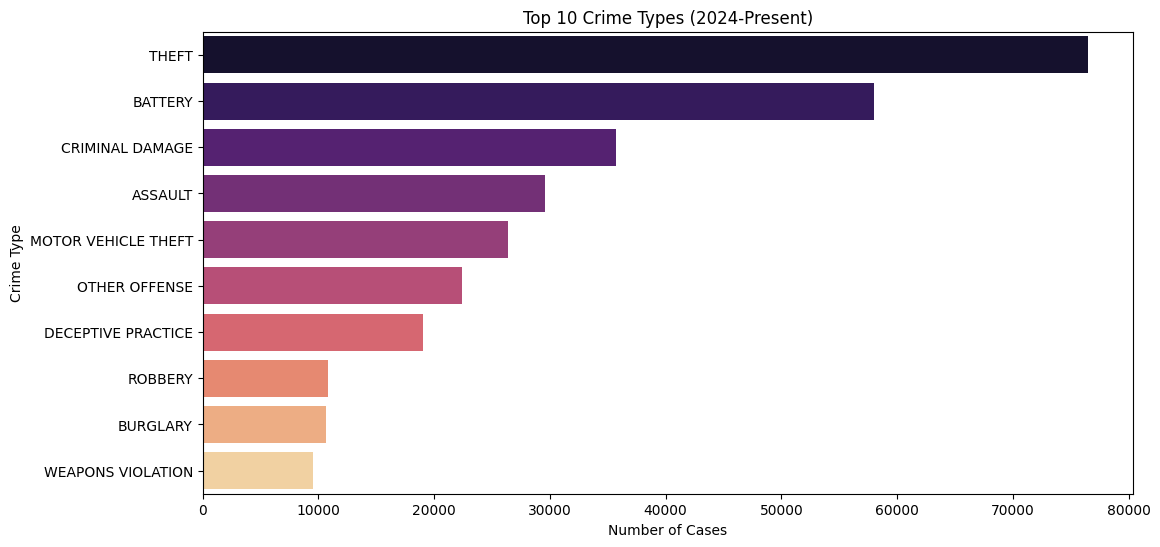 Top 10 Crime Types (2024-Present)
Crime Type
THEFT
BATTERY
CRIMINAL DAMAGE
ASSAULT
MOTOR VEHICLE THEFT
OTHER OFFENSE
DECEPTIVE PRACTICE
ROBBERY
BURGLARY
WEAPONS VIOLATION
0 10000 20000 30000 40000 50000 60000 70000 80000
Number of Cases